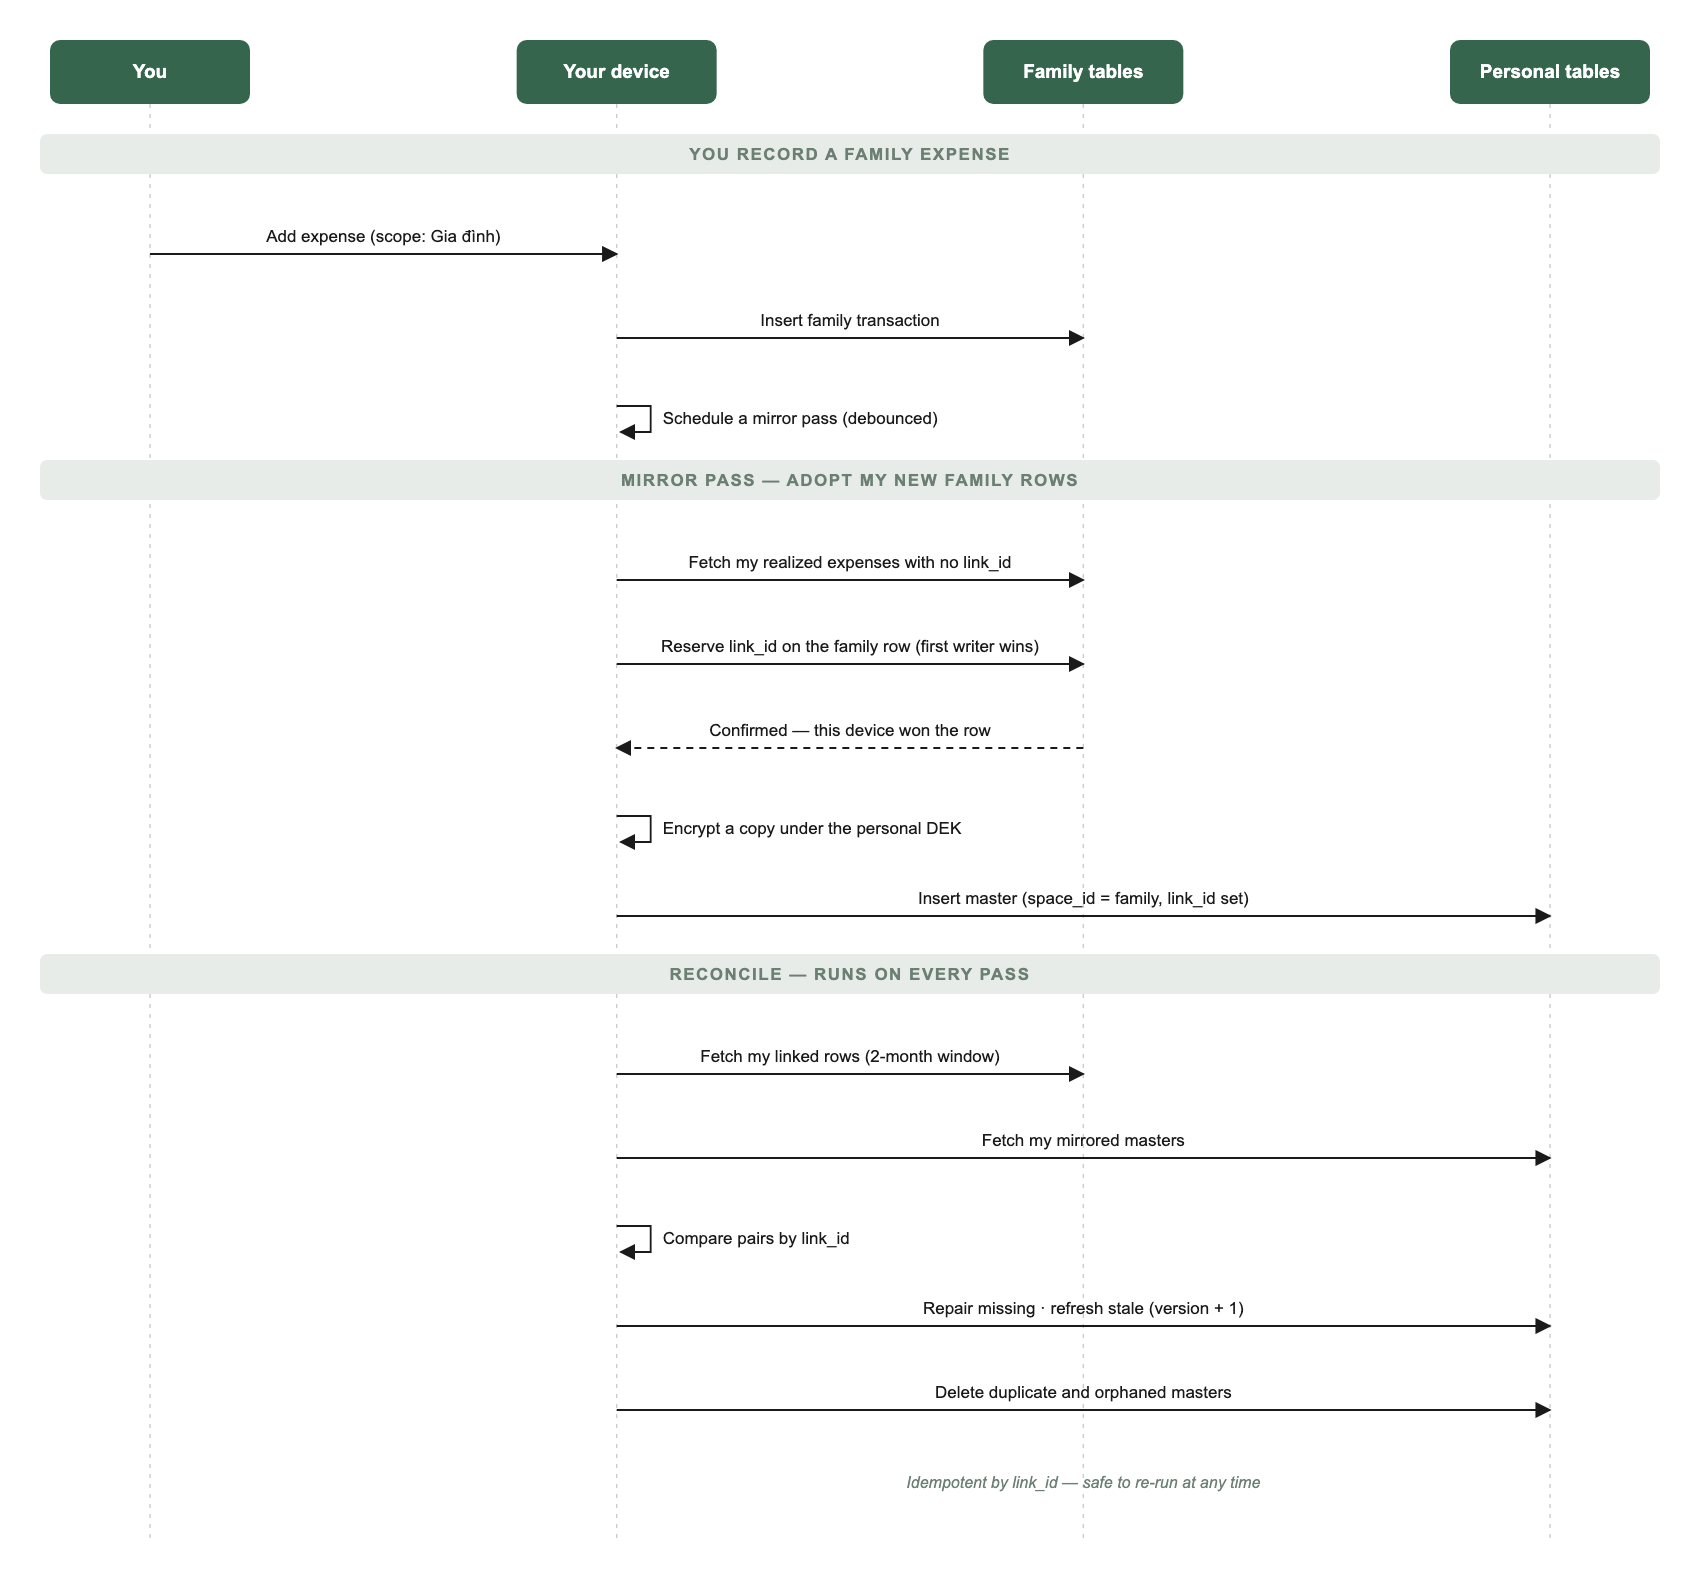 You
Your device
Family tables
Personal tables
YOU RECORD A FAMILY EXPENSE
Add expense (scope: Gia đình)
Insert family transaction
Schedule a mirror pass (debounced)
MIRROR PASS — ADOPT MY NEW FAMILY ROWS
Fetch my realized expenses with no link_id
Reserve link_id on the family row (first writer wins)
Confirmed — this device won the row
Encrypt a copy under the personal DEK
Insert master (space_id = family, link_id set)
RECONCILE — RUNS ON EVERY PASS
Fetch my linked rows (2-month window)
Fetch my mirrored masters
Compare pairs by link_id
Repair missing · refresh stale (version + 1)
Delete duplicate and orphaned masters
Idempotent by link_id — safe to re-run at any time